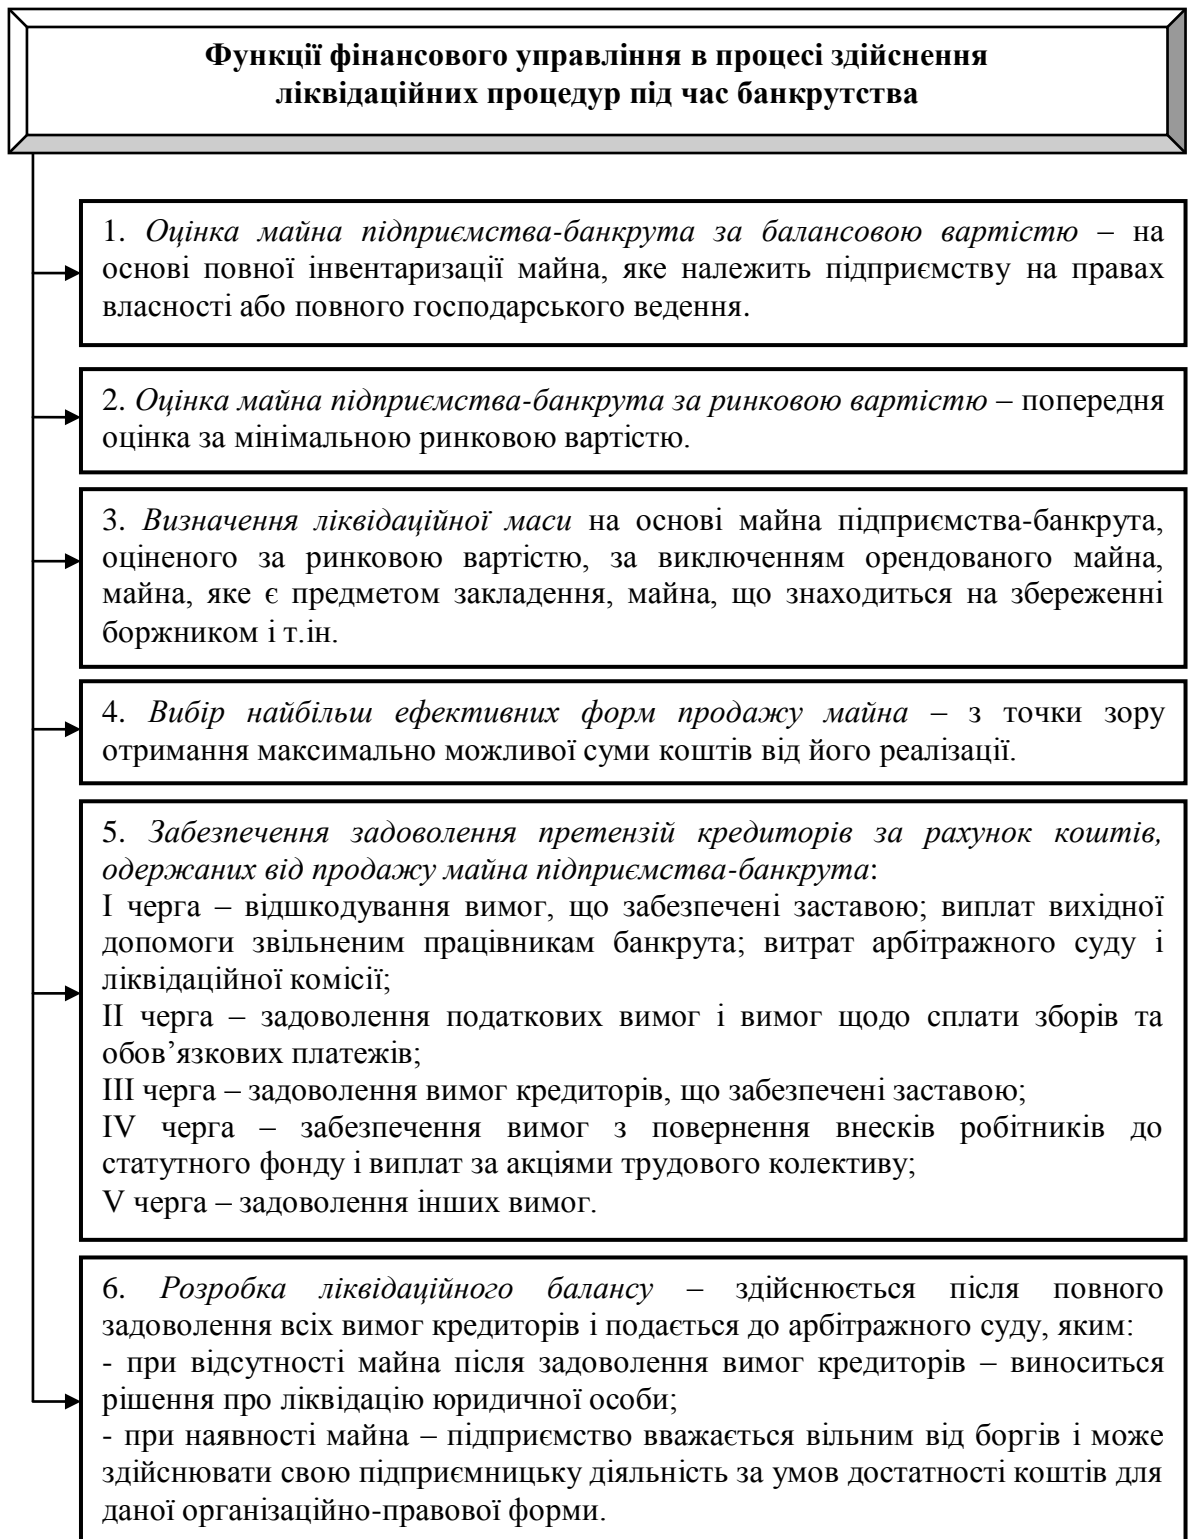 Функції фінансового управління в процесі здійснення
ліквідаційних процедур під час банкрутства
1. Оцінка майна підприємства-банкрута за балансовою вартістю – на
основі повної інвентаризації майна, яке належить підприємству на правах
власності або повного господарського ведення.
2. Оцінка майна підприємства-банкрута за ринковою вартістю – попередня
оцінка за мінімальною ринковою вартістю.
3. Визначення ліквідаційної маси на основі майна підприємства-банкрута,
оціненого за ринковою вартістю, за виключенням орендованого майна,
майна, яке є предметом закладення, майна, що знаходиться на збереженні
боржником і т.ін.
4. Вибір найбільш ефективних форм продажу майна – з точки зору
отримання максимально можливої суми коштів від його реалізації.
5. Забезпечення задоволення претензій кредиторів за рахунок коштів,
одержаних від продажу майна підприємства-банкрута:
І черга – відшкодування вимог, що забезпечені заставою; виплат вихідної
допомоги звільненим працівникам банкрута; витрат арбітражного суду і
ліквідаційної комісії;
ІІ черга – задоволення податкових вимог і вимог щодо сплати зборів та
обов’язкових платежів;
ІІІ черга – задоволення вимог кредиторів, що забезпечені заставою;
IV черга – забезпечення вимог з повернення внесків робітників до
статутного фонду і виплат за акціями трудового колективу;
V черга – задоволення інших вимог.
6. Розробка ліквідаційного балансу – здійснюється після повного
задоволення всіх вимог кредиторів і подається до арбітражного суду, яким:
- при відсутності майна після задоволення вимог кредиторів – виноситься
рішення про ліквідацію юридичної особи;
- при наявності майна – підприємство вважається вільним від боргів і може
здійснювати свою підприємницьку діяльність за умов достатності коштів для
даної організаційно-правової форми.